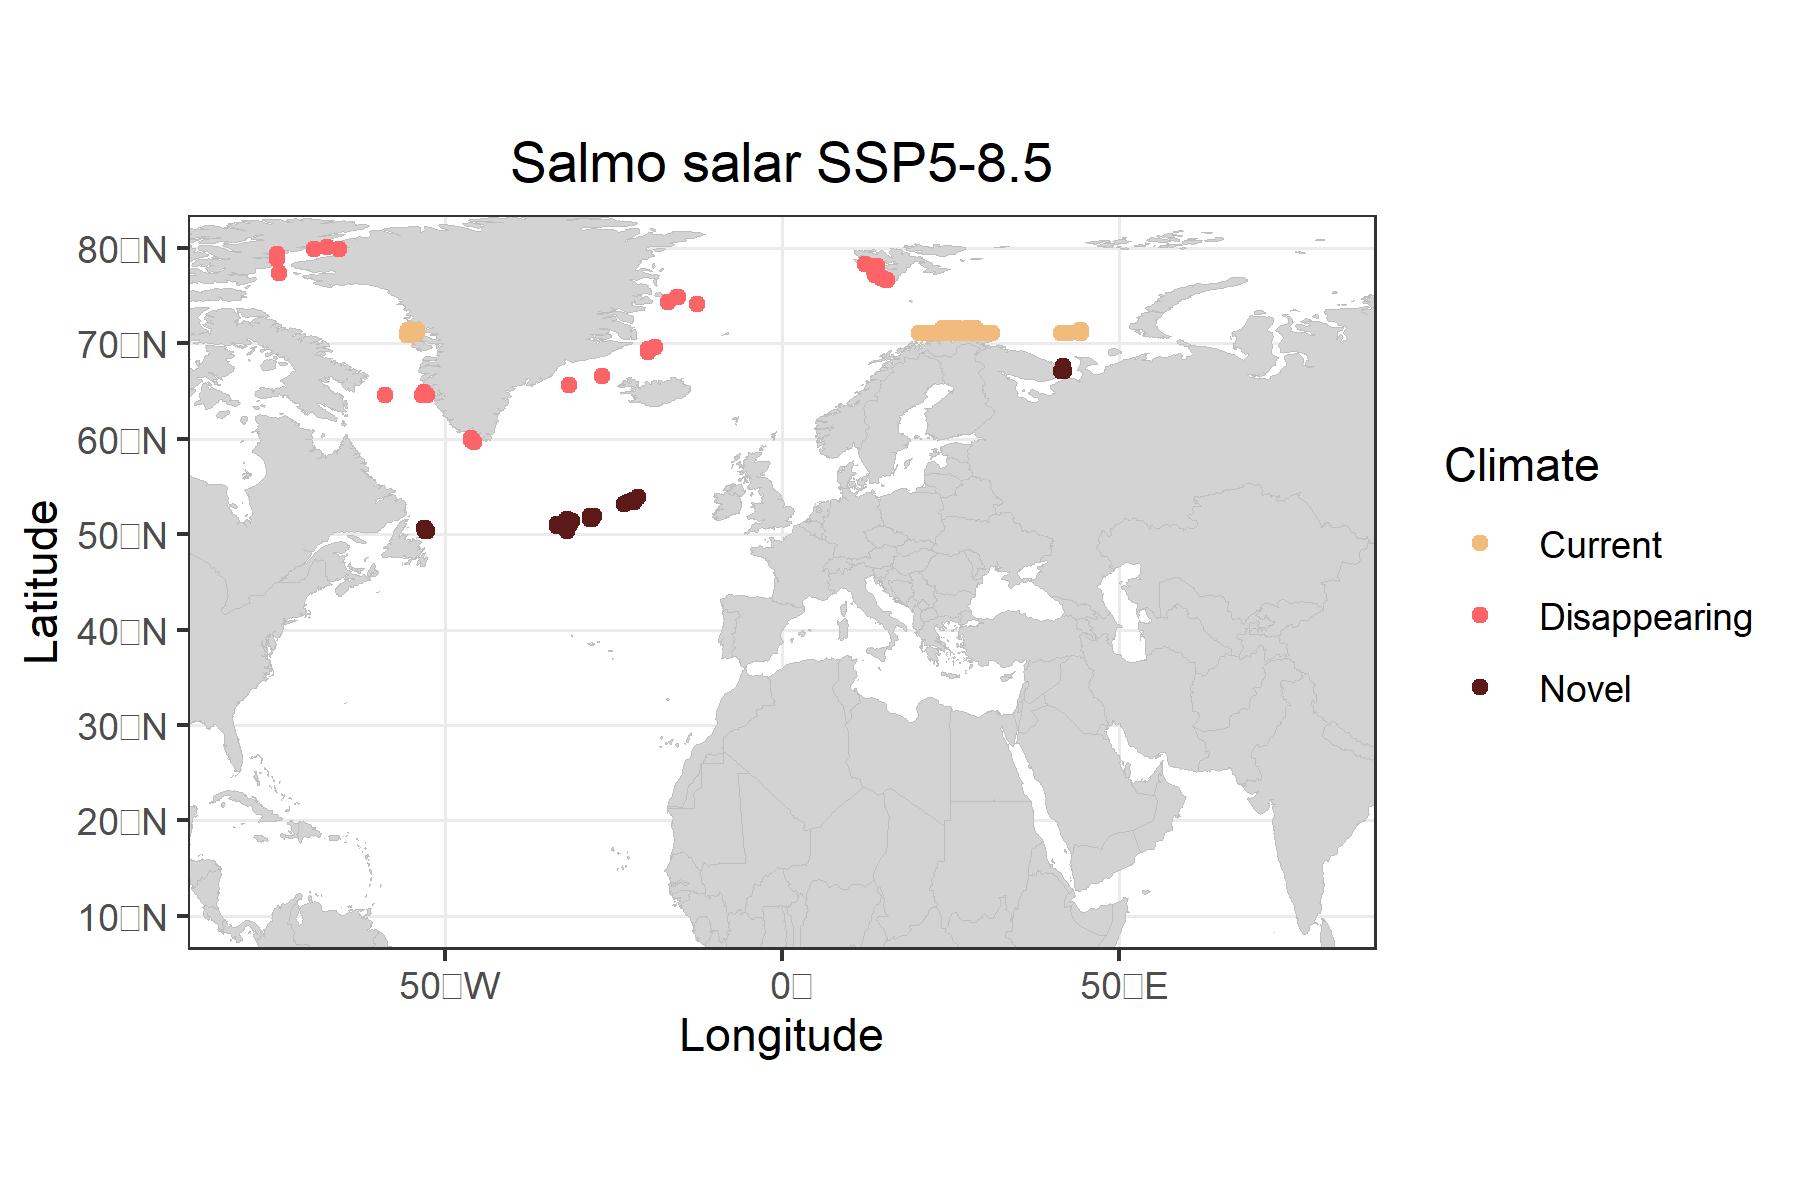 Salmo salar SSP5-8.5
80□N
70□N
60□N
50□N
40□N
30□N
20□N
10□N
Latitude
50□W
0□
50□E
Longitude
Climate
Current
Disappearing
Novel